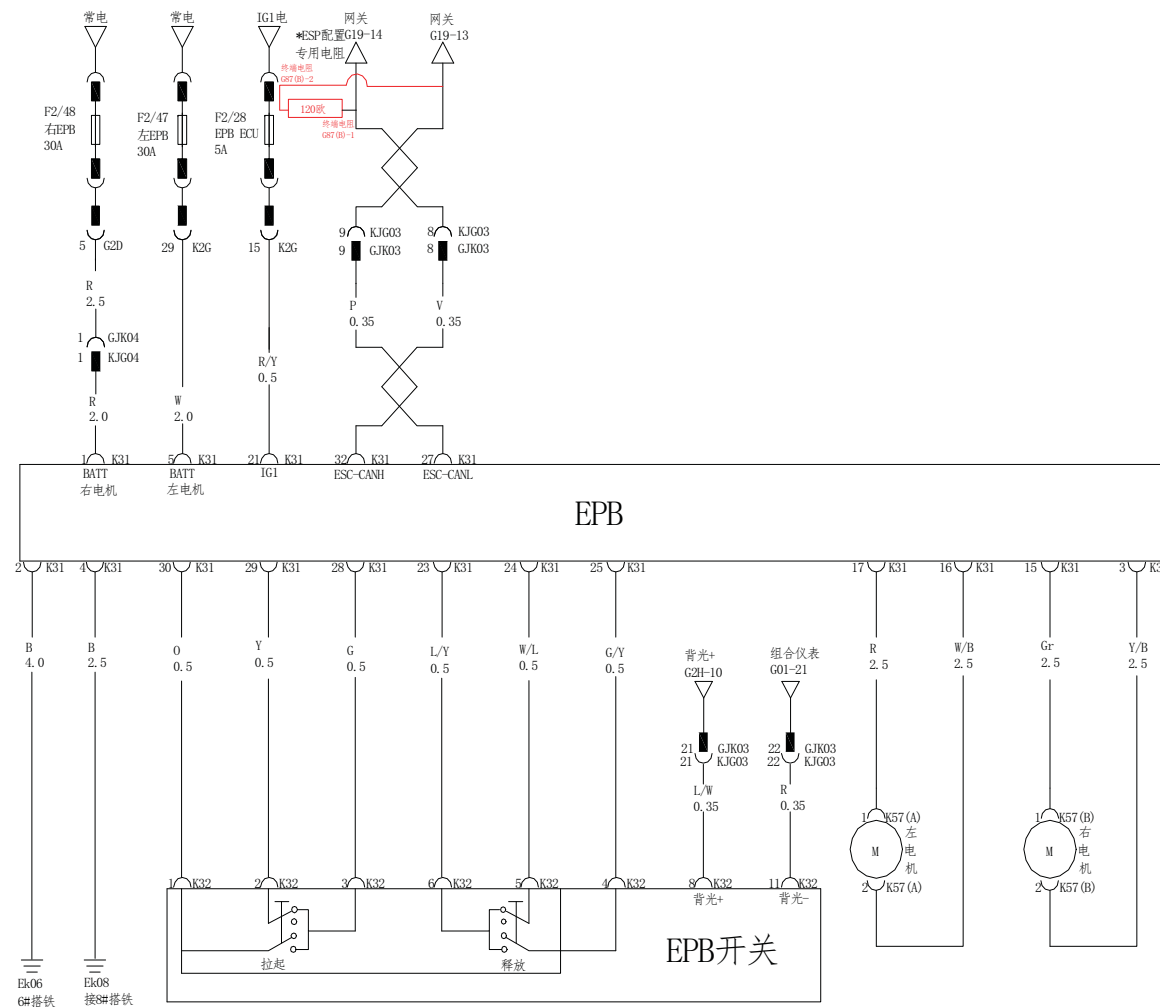 常电
常电
IG1电
网关
G19-14
网关
G19-13
*ESP配置
专用电阻
终端电阻
G87(B)-2
120欧
终端电阻
G87(B)-1
F2/48
右EPB
30A
F2/47
左EPB
30A
F2/28
EPB ECU
5A
5 G2D
29 K2G
15 K2G
9 KJG03
9 GJK03
8 KJG03
8 GJK03
R
2.5
P
0.35
V
0.35
1 GJK04
1 KJG04
R/Y
0.5
R
2.0
W
2.0
1 K31
5 K31
21 K31
32 K31
27 K31
BATT
右电机
BATT
左电机
IG1
ESC-CANH
ESC-CANL
EPB
2 K31
4 K31
30 K31
29 K31
28 K31
23 K31
24 K31
25 K31
17 K31
16 K31
15 K31
3 K3
B
4.0
B
2.5
O
0.5
Y
0.5
G
0.5
L/Y
0.5
W/L
0.5
G/Y
0.5
背光+
G2H-10
组合仪表
G01-21
R
2.5
W/B
2.5
Gr
2.5
Y/B
2.5
21 GJK03
21 KJG03
22 GJK03
22 KJG03
L/W
0.35
R
0.35
1 K57(A)
M
左电机
2 K57(A)
1 K57(B)
M
右电机
2 K57(B)
1 K32
2 K32
3 K32
6 K32
5 K32
4 K32
8 K32
11 K32
背光+
背光-
拉起
释放
EPB开关
Ek06
6#搭铁
Ek08
接8#搭铁